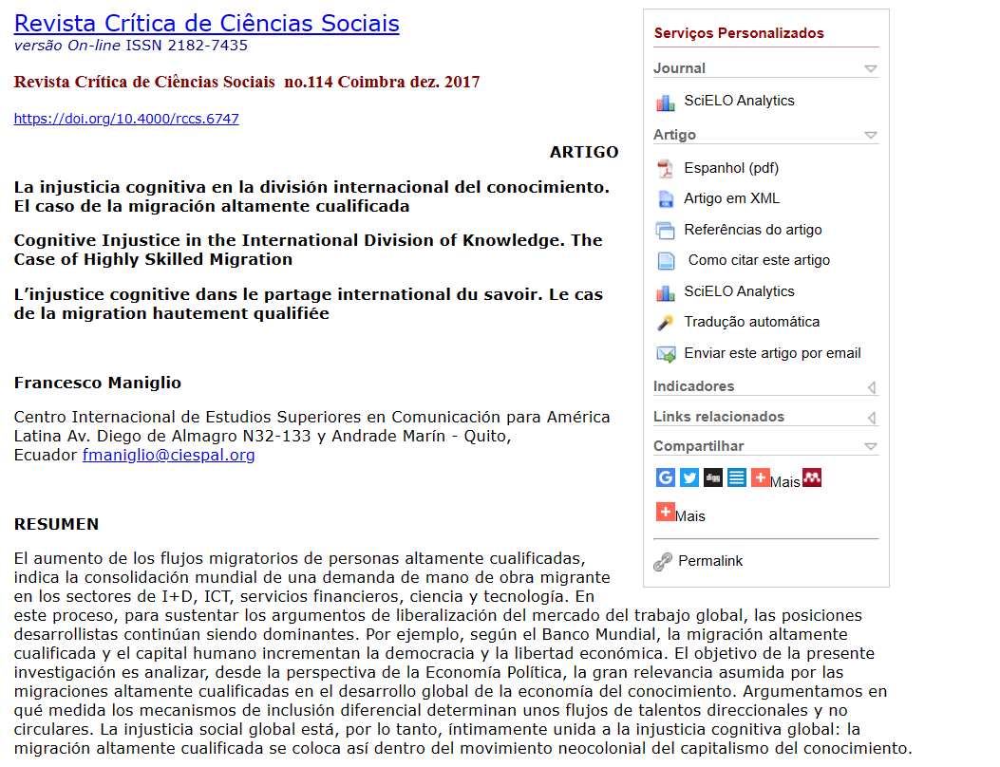 Revista Crítica de Ciências Sociais
versão On-line ISSN 2182-7435
Revista Crítica de Ciências Sociais no.114 Coimbra dez. 2017
https://doi.org/10.4000/rccs.6747
ARTIGO
La injusticia cognitiva en la división internacional del conocimiento.
El caso de la migración altamente cualificada
Cognitive Injustice in the International Division of Knowledge. The
Case of Highly Skilled Migration
L’injustice cognitive dans le partage international du savoir. Le cas
de la migration hautement qualifiée
Francesco Maniglio
Centro Internacional de Estudios Superiores en Comunicación para América
Latina Av. Diego de Almagro N32-133 y Andrade Marín - Quito,
Ecuador fmaniglio@ciespal.org
RESUMEN
El aumento de los flujos migratorios de personas altamente cualificadas,
indica la consolidación mundial de una demanda de mano de obra migrante
en los sectores de I+D, ICT, servicios financieros, ciencia y tecnología. En
este proceso, para sustentar los argumentos de liberalización del mercado del trabajo global, las posiciones
desarrollistas continúan siendo dominantes. Por ejemplo, según el Banco Mundial, la migración altamente
cualificada y el capital humano incrementan la democracia y la libertad económica. El objetivo de la presente
investigación es analizar, desde la perspectiva de la Economía Política, la gran relevancia asumida por las
migraciones altamente cualificadas en el desarrollo global de la economía del conocimiento. Argumentamos en
qué medida los mecanismos de inclusión diferencial determinan unos flujos de talentos direccionales y no
circulares. La injusticia social global está, por lo tanto, íntimamente unida a la injusticia cognitiva global: la
migración altamente cualificada se coloca así dentro del movimiento neocolonial del capitalismo del conocimiento.
Serviços Personalizados
Journal
SciELO Analytics
Artigo
Espanhol (pdf)
Artigo em XML
Referências do artigo
Como citar este artigo
SciELO Analytics
Tradução automática
Enviar este artigo por email
Indicadores
Links relacionados
Compartilhar
Mais
Mais
Permalink